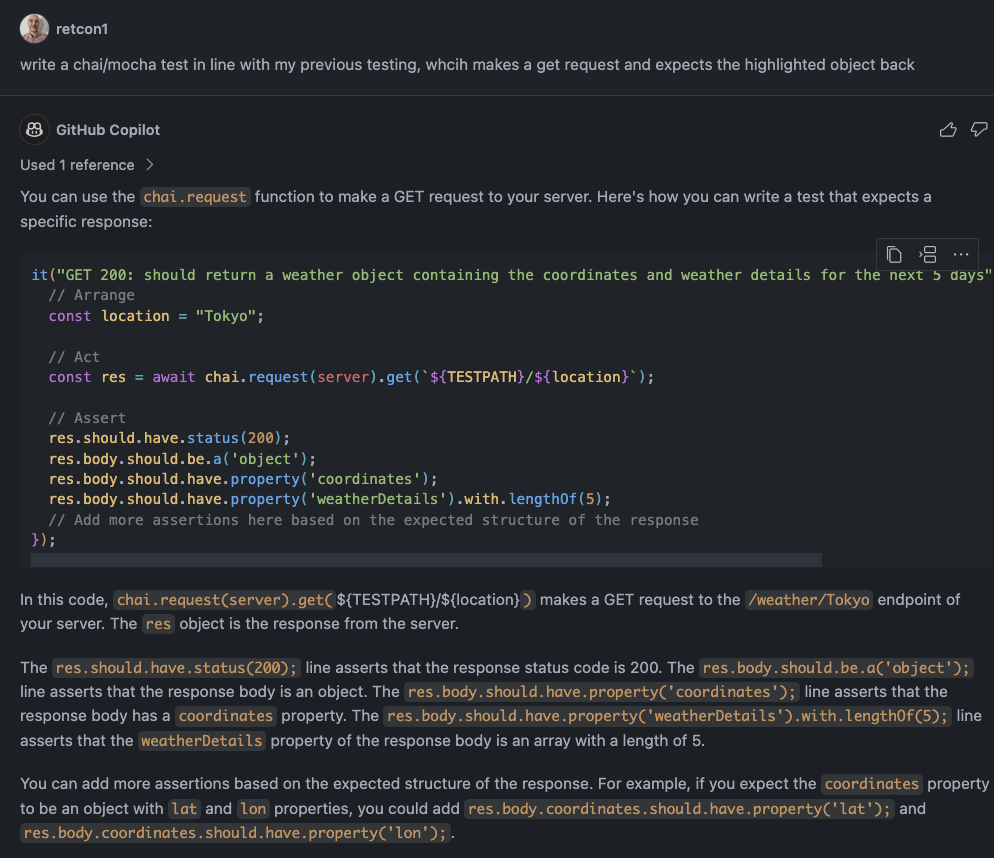 retcon1
write a chai/mocha test in line with my previous testing, whcih makes a get request and expects the highlighted object back
GitHub Copilot
Used 1 reference
You can use the chai.request function to make a GET request to your server. Here's how you can write a test that expects a
specific response:
it("GET 200: should return a weather object containing the coordinates and weather details for the next 5 days"
// Arrange
const location = "Tokyo";
// Act
const res = await chai.request(server).get(`${TESTPATH}/${location}`);
// Assert
res.should.have.status(200);
res.body.should.be.a('object');
res.body.should.have.property('coordinates');
res.body.should.have.property('weatherDetails').with.lengthOf(5);
// Add more assertions here based on the expected structure of the response
});
In this code, chai.request(server).get(${TESTPATH}/${location}) makes a GET request to the /weather/Tokyo endpoint of
your server. The res object is the response from the server.
The res.should.have.status(200); line asserts that the response status code is 200. The res.body.should.be.a('object');
line asserts that the response body is an object. The res.body.should.have.property('coordinates'); line asserts that the
response body has a coordinates property. The res.body.should.have.property('weatherDetails').with.lengthOf(5); line
asserts that the weatherDetails property of the response body is an array with a length of 5.
You can add more assertions based on the expected structure of the response. For example, if you expect the coordinates property
to be an object with lat and lon properties, you could add res.body.coordinates.should.have.property('lat'); and
res.body.coordinates.should.have.property('lon');.